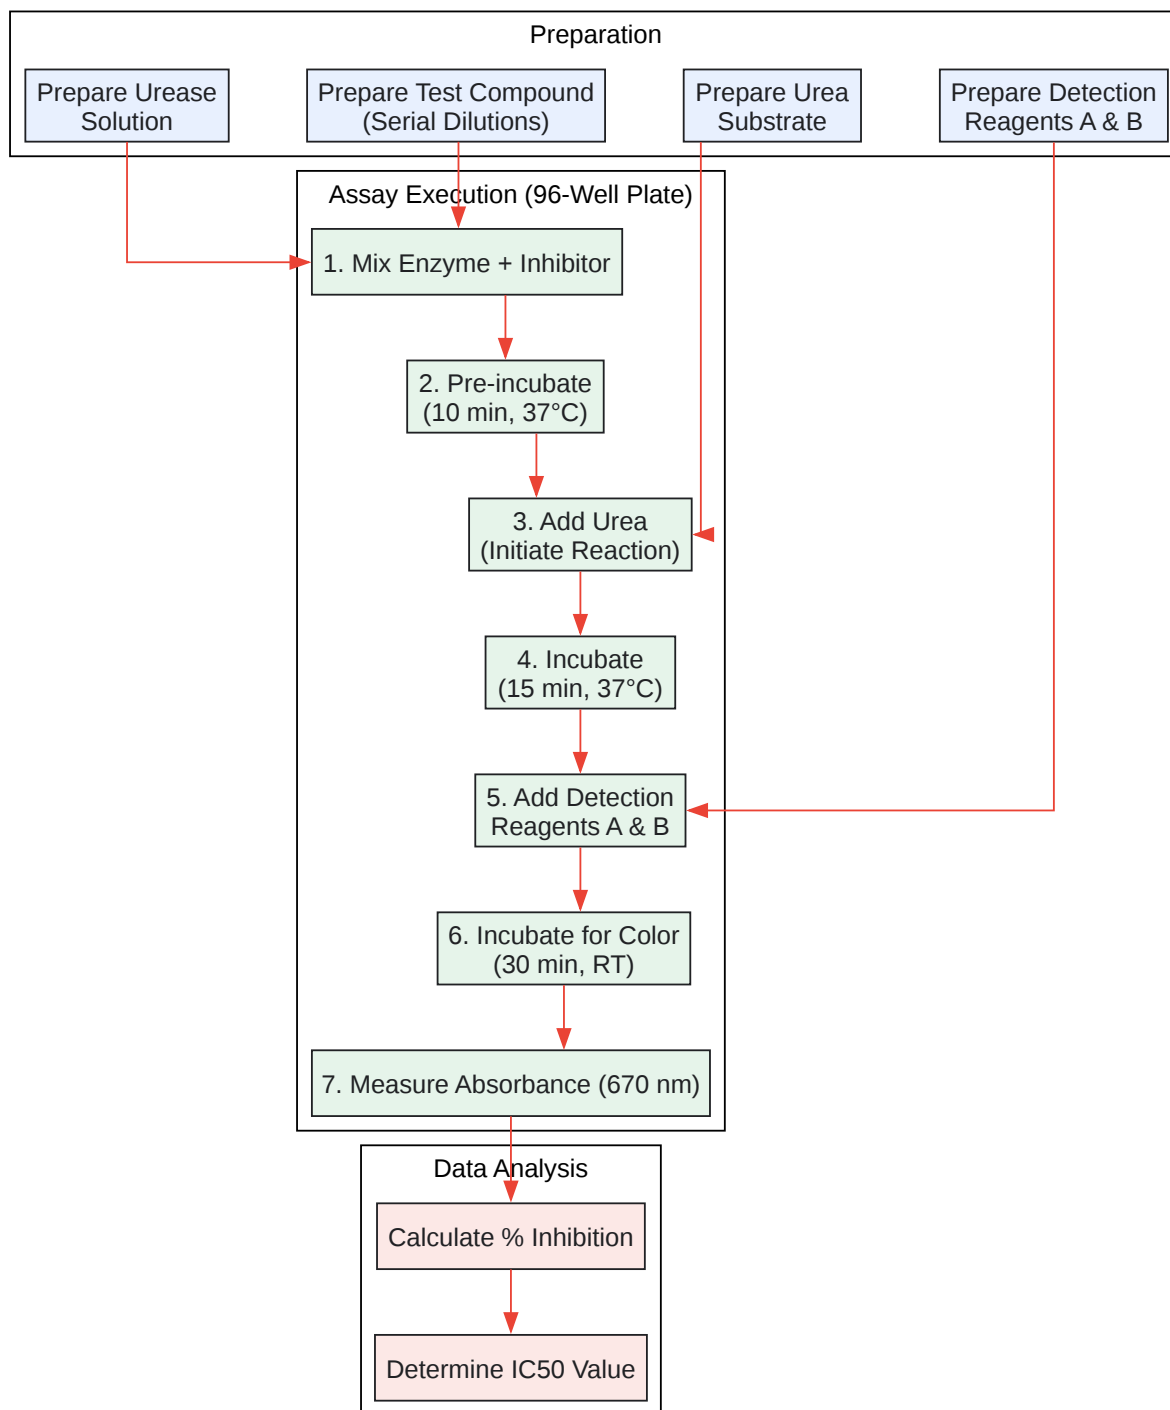 Preparation
Prepare Urease
Solution
Prepare Test Compound
(Serial Dilutions)
Prepare Urea
Substrate
Prepare Detection
Reagents A & B
Assay Execution (96-Well Plate)
1. Mix Enzyme + Inhibitor
2. Pre-incubate
(10 min, 37°C)
3. Add Urea
(Initiate Reaction)
4. Incubate
(15 min, 37°C)
5. Add Detection
Reagents A & B
6. Incubate for Color
(30 min, RT)
7. Measure Absorbance (670 nm)
Data Analysis
Calculate % Inhibition
Determine IC50 Value